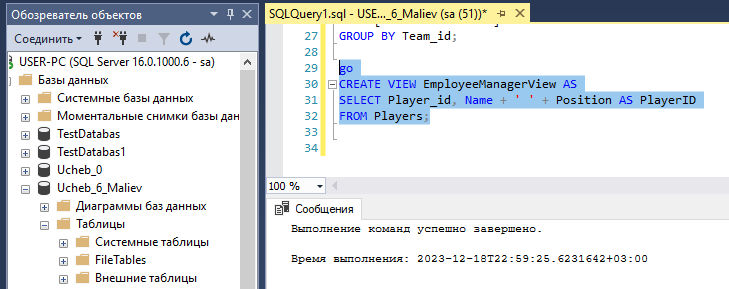 Обозреватель объектов
Соединить
USER-PC (SQL Server 16.0.1000.6 - sa)
Базы данных
Системные базы данных
Моментальные снимки баз дан
TestDatabas
TestDatabas1
Ucheb_0
Ucheb_6_Maliev
Диаграммы баз данных
Таблицы
Системные таблицы
FileTables
Внешние таблицы
SQLQuery1.sql - USE..._6_Maliev (sa (51))*
27 GROUP BY Team_id;
28
29 go
30 CREATE VIEW EmployeeManagerView AS
31 SELECT Player_id, Name + ' ' + Position AS PlayerID
32 FROM Players;
33
34
100 %
Сообщения
Выполнение команд успешно завершено.
Время выполнения: 2023-12-18T22:59:25.6231642+03:00